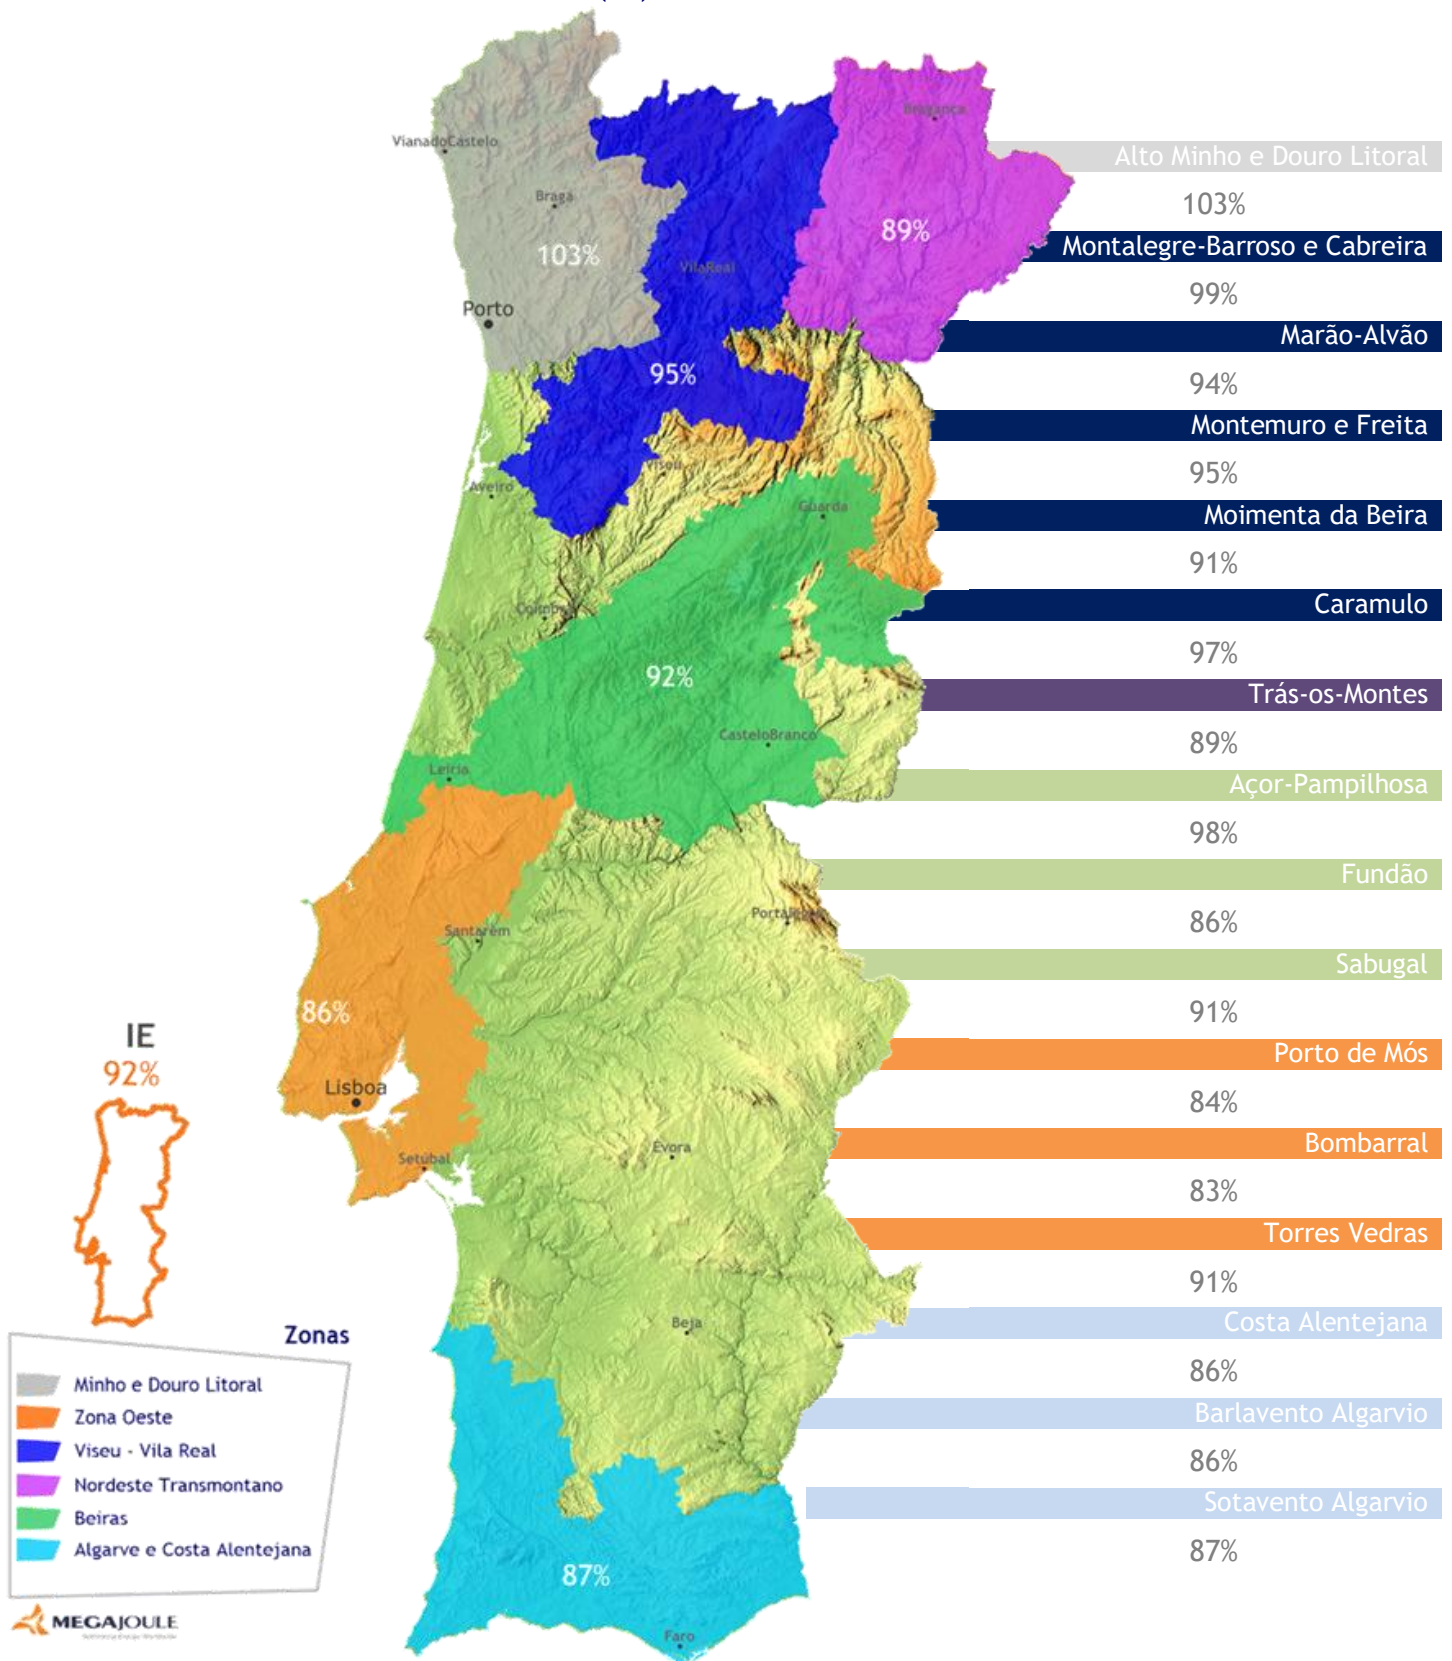 VianadoCastelo
Bragança
Braga
103%
89%
VilaReal
Porto
95%
Viseu
Aveiro
Guarda
Coimbra
92%
CasteloBranco
Leiria
Portalegre
Santarém
86%
Lisboa
Évora
Setúbal
Beja
87%
Faro
Alto Minho e Douro Litoral
103%
Montalegre-Barroso e Cabreira
99%
Marão-Alvão
94%
Montemuro e Freita
95%
Moimenta da Beira
91%
Caramulo
97%
Trás-os-Montes
89%
Açor-Pampilhosa
98%
Fundão
86%
Sabugal
91%
Porto de Mós
84%
Bombarral
83%
Torres Vedras
91%
Costa Alentejana
86%
Barlavento Algarvio
86%
Sotavento Algarvio
87%
IE
92%
Zonas
Minho e Douro Litoral
Zona Oeste
Viseu - Vila Real
Nordeste Transmontano
Beiras
Algarve e Costa Alentejana
MEGAJOULE